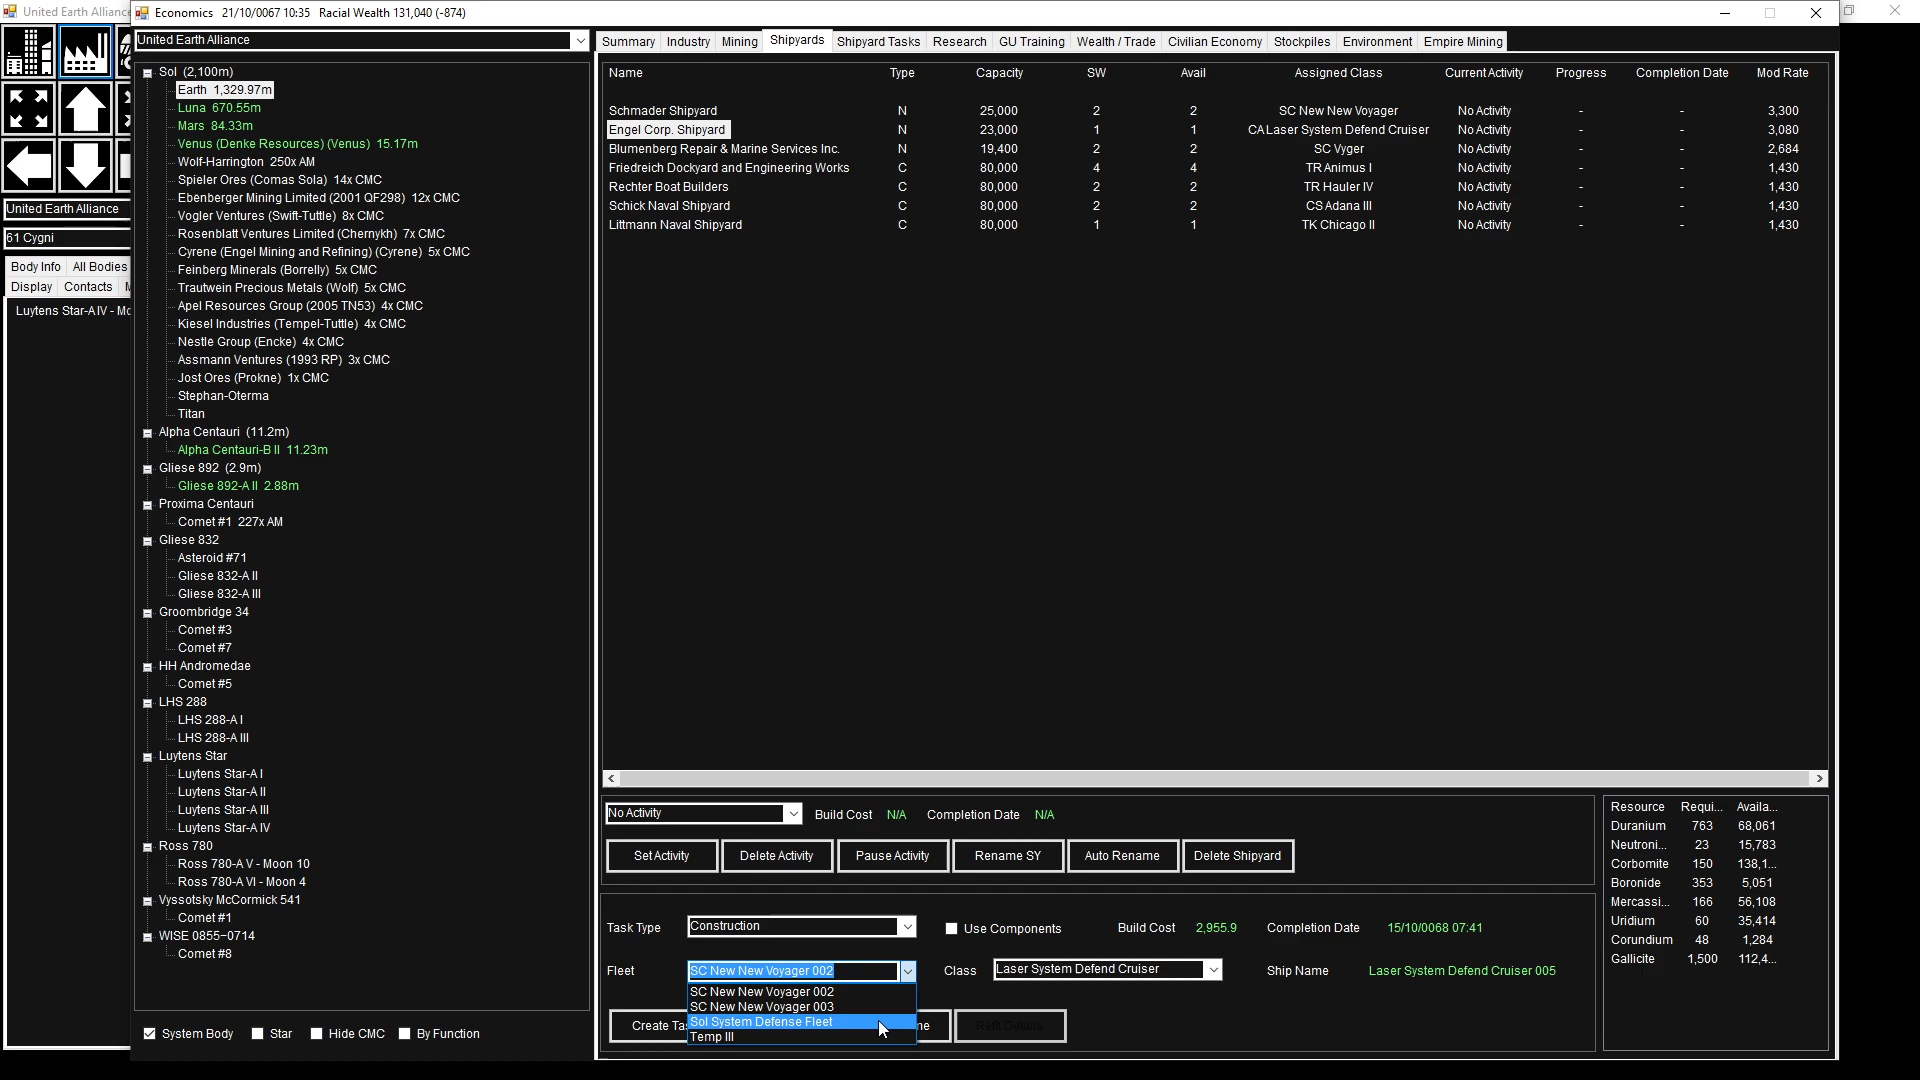 United Earth Alliance
Economics 21/10/0067 10:35 Racial Wealth 131,040 (-874)
United Earth Alliance
Summary Industry Mining Shipyards Shipyard Tasks Research GU Training Wealth / Trade Civilian Economy Stockpiles Environment Empire Mining
Sol (2,100m)
Earth 1,329.97m
Luna 670.55m
Mars 84.33m
Venus (Denke Resources) (Venus) 15.17m
Wolf-Harrington 250x AM
Spieler Ores (Comas Sola) 14x CMC
Ebenberger Mining Limited (2001 QF298) 12x CMC
Vogler Ventures (Swift-Tuttle) 8x CMC
Rosenblatt Ventures Limited (Chernykh) 7x CMC
Cyrene (Engel Mining and Refining) (Cyrene) 5x CMC
Feinberg Minerals (Borrelly) 5x CMC
Trautwein Precious Metals (Wolf) 5x CMC
Apel Resources Group (2005 TN53) 4x CMC
Kiesel Industries (Tempel-Tuttle) 4x CMC
Nestle Group (Encke) 4x CMC
Assmann Ventures (1993 RP) 3x CMC
Jost Ores (Prokne) 1x CMC
Stephan-Oterma
Titan
Alpha Centauri (11.2m)
Alpha Centauri-B II 11.23m
Gliese 892 (2.9m)
Gliese 892-A II 2.88m
Proxima Centauri
Comet #1 227x AM
Gliese 832
Asteroid #71
Gliese 832-A II
Gliese 832-A III
Groombridge 34
Comet #3
Comet #7
HH Andromedae
Comet #5
LHS 288
LHS 288-A I
LHS 288-A III
Luytens Star
Luytens Star-A I
Luytens Star-A II
Luytens Star-A III
Luytens Star-A IV
Ross 780
Ross 780-A V - Moon 10
Ross 780-A VI - Moon 4
Vyssotsky McCormick 541
Comet #1
WISE 0855-0714
Comet #8
System Body Star Hide CMC By Function
United Earth Alliance
61 Cygni
Body Info All Bodies
Display Contacts
Luytens Star-A IV - Mo
Name Type Capacity SW Avail Assigned Class Current Activity Progress Completion Date Mod Rate
Schmader Shipyard N 25,000 2 2 SC New New Voyager No Activity - - 3,300
Engel Corp. Shipyard N 23,000 1 1 CA Laser System Defend Cruiser No Activity - - 3,080
Blumenberg Repair & Marine Services Inc. N 19,400 2 2 SC Vyger No Activity - - 2,684
Friedreich Dockyard and Engineering Works C 80,000 4 4 TR Animus I No Activity - - 1,430
Rechter Boat Builders C 80,000 2 2 TR Hauler IV No Activity - - 1,430
Schick Naval Shipyard C 80,000 2 2 CS Adana III No Activity - - 1,430
Littmann Naval Shipyard C 80,000 1 1 TK Chicago II No Activity - - 1,430
No Activity Build Cost N/A Completion Date N/A
Set Activity Delete Activity Pause Activity Rename SY Auto Rename Delete Shipyard
Task Type Construction Use Components Build Cost 2,955.9 Completion Date 15/10/0068 07:41
Fleet SC New New Voyager 002 Class Laser System Defend Cruiser Ship Name Laser System Defend Cruiser 005
SC New New Voyager 002
SC New New Voyager 003
Sol System Defense Fleet
Temp III
Create Ta me Refit Details
Resource Requi... Availa...
Duranium 763 68,061
Neutroni... 23 15,783
Corbomite 150 138,1...
Boronide 353 5,051
Mercassi... 166 56,108
Uridium 60 35,414
Corundium 48 1,284
Gallicite 1,500 112,4...